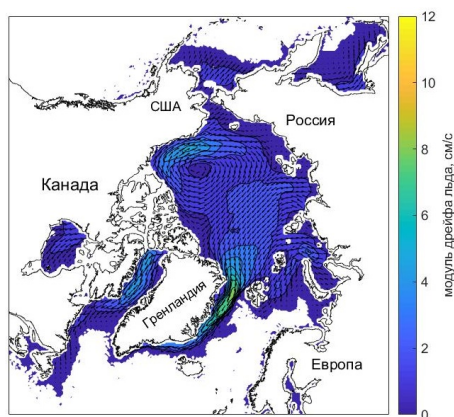 США
Россия
Канада
Гренландия
Европа
12
10
8
6
4
2
0
модуль дрейфа льда, см/с